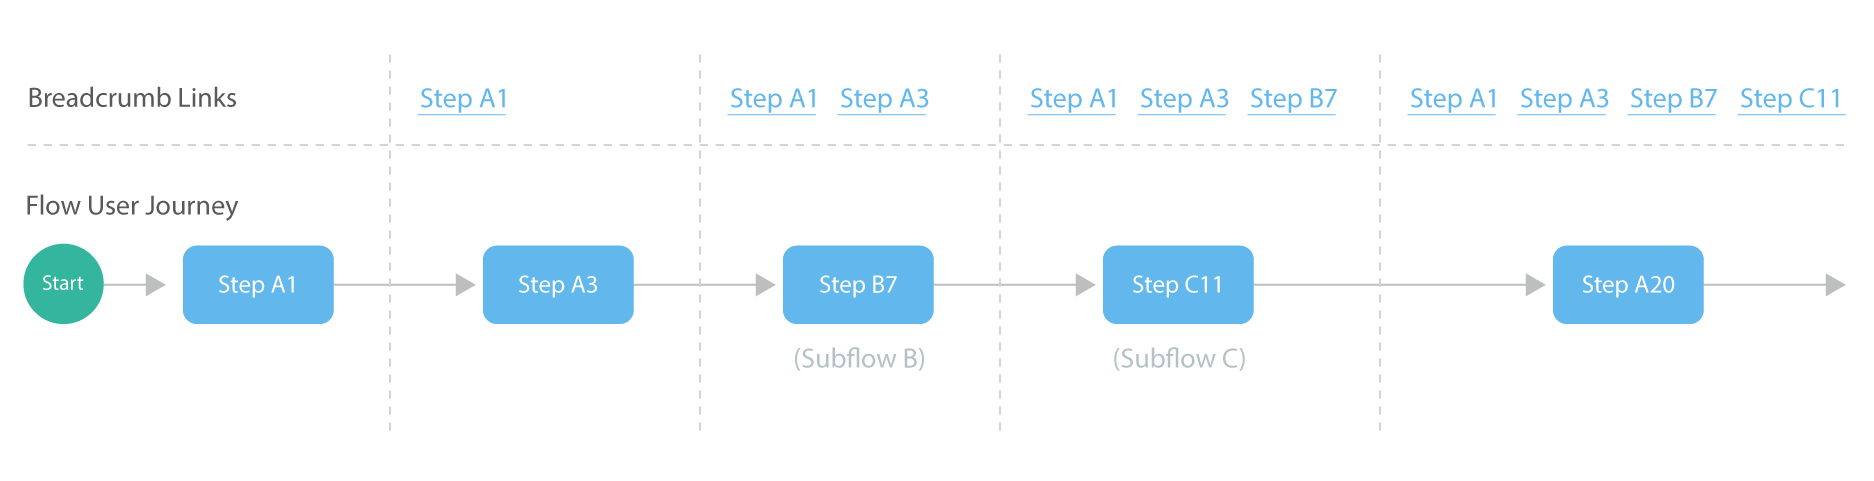 Breadcrumb Links
Step A1
Step A1 Step A3
Step A1 Step A3 Step B7
Step A1 Step A3 Step B7 Step C11
Flow User Journey
Start
Step A1
Step A3
Step B7
Step C11
Step A20
(Subflow B)
(Subflow C)